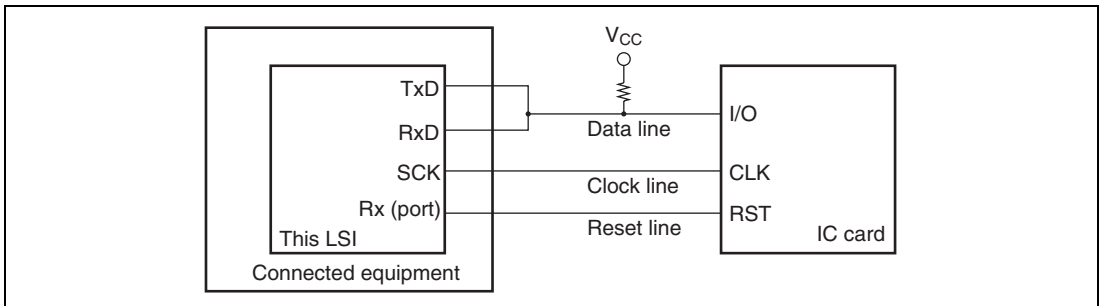 VCC
TxD
RxD
SCK
Rx (port)
This LSI
Connected equipment
Data line
Clock line
Reset line
I/O
CLK
RST
IC card